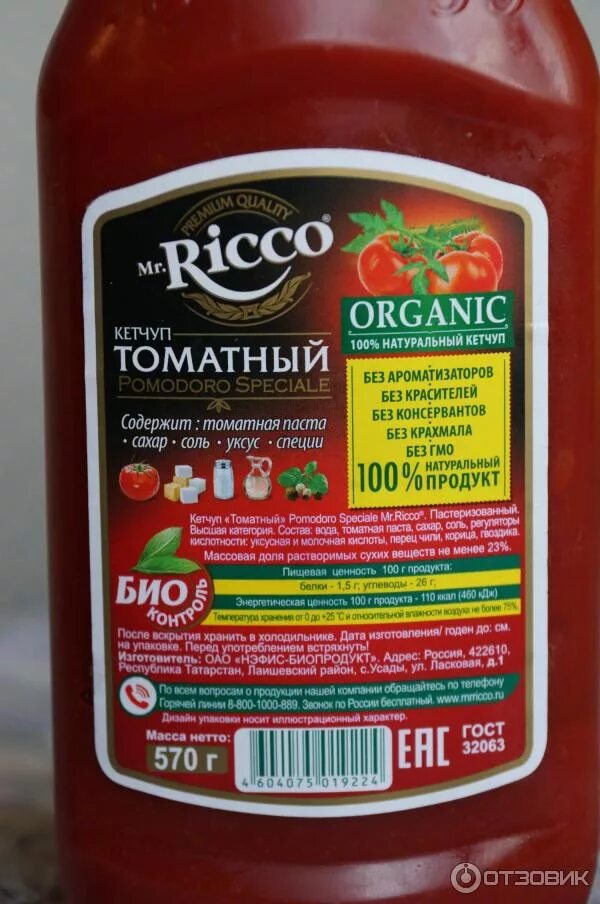 PREMIUM QUALITY
Mr. Ricco®
КЕТЧУП
ТОМАТНЫЙ
POMODORO SPECIALE
Содержит : томатная паста
• сахар • соль • уксус • специи
ORGANIC
100% НАТУРАЛЬНЫЙ КЕТЧУП
БЕЗ АРОМАТИЗАТОРОВ
БЕЗ КРАСИТЕЛЕЙ
БЕЗ КОНСЕРВАНТОВ
БЕЗ КРАХМАЛА
БЕЗ ГМО
100% НАТУРАЛЬНЫЙ ПРОДУКТ
Кетчуп «Томатный» Pomodoro Speciale Mr.Ricco®. Пастеризованный.
Высшая категория. Состав: вода, томатная паста, сахар, соль, регуляторы
кислотности: уксусная и молочная кислоты, перец чили, корица, гвоздика.
Массовая доля растворимых сухих веществ не менее 23%.
БИО
КОНТРОЛЬ
Пищевая ценность 100 г продукта:
белки - 1,5 г; углеводы - 26 г;
Энергетическая ценность 100 г продукта - 110 ккал (460 кДж)
Температура хранения от 0 до +25 °C и относительной влажности воздуха не более 75%.
После вскрытия хранить в холодильнике. Дата изготовления/ годен до: см.
на упаковке. Перед употреблением встряхнуть!
Изготовитель: ОАО «НЭФИС-БИОПРОДУКТ». Адрес: Россия, 422610,
Республика Татарстан, Лаишевский район, с.Усады, ул. Ласковая, д.1
По всем вопросам о продукции нашей компании обращайтесь по телефону
Горячей линии 8-800-1000-889. Звонок по России бесплатный. www.mrricco.ru
Дизайн упаковки носит иллюстрационный характер.
Масса нетто:
570 г
4 604075 019224
EAC
ГОСТ
32063
ОТЗОВИК